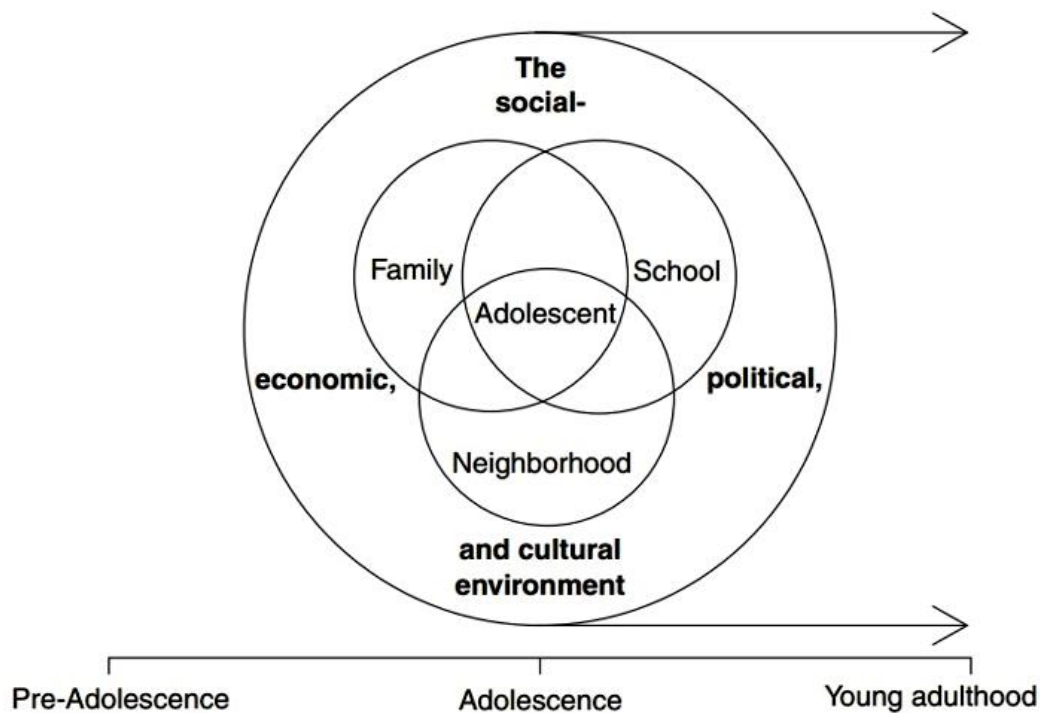 The
social-
Family
School
Adolescent
economic,
political,
Neighborhood
and cultural
environment
Pre-Adolescence
Adolescence
Young adulthood